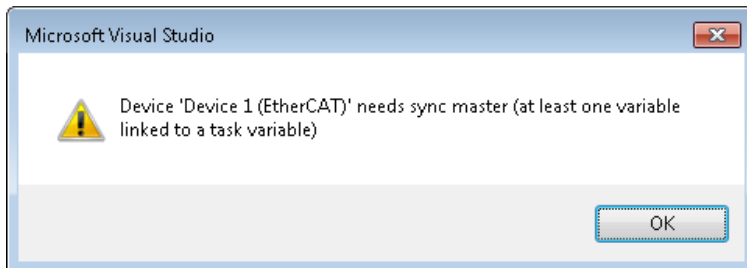 Microsoft Visual Studio
Device 'Device 1 (EtherCAT)' needs sync master (at least one variable
linked to a task variable)
OK